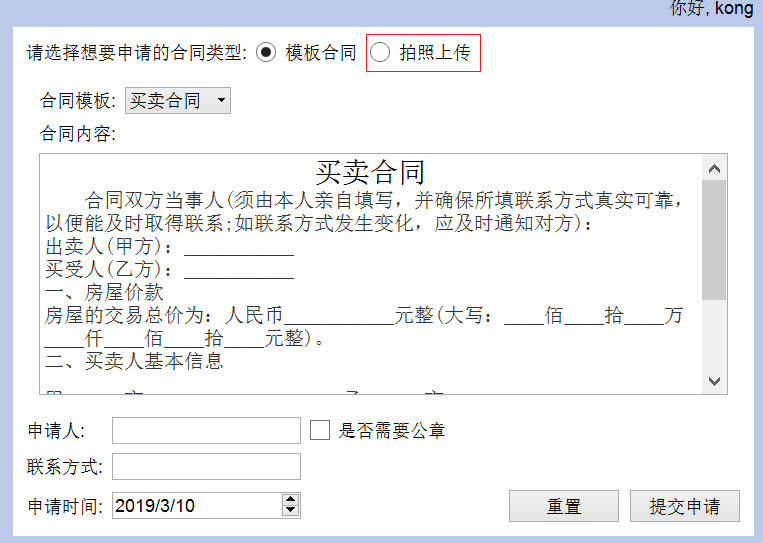 你好, kong
请选择想要申请的合同类型: 模板合同 拍照上传
合同模板: 买卖合同
合同内容:
买卖合同
合同双方当事人(须由本人亲自填写，并确保所填联系方式真实可靠，
以便能及时取得联系;如联系方式发生变化，应及时通知对方)：
出卖人(甲方)：___________
买受人(乙方)：___________
一、房屋价款
房屋的交易总价为：人民币___________元整(大写：____佰____拾____万
____仟____佰____拾____元整)。
二、买卖人基本信息
申请人: 是否需要公章
联系方式:
申请时间: 2019/3/10 重置 提交申请